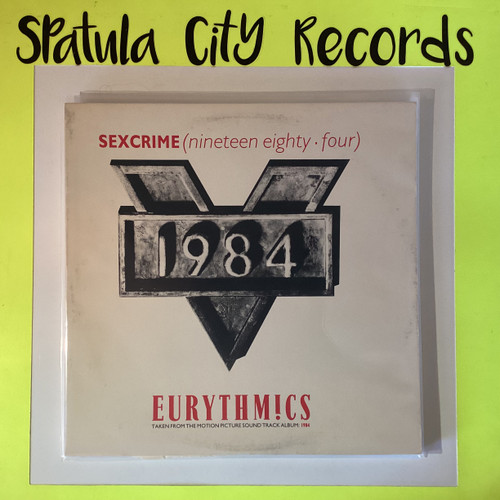 Spatula City Records
SEXCRIME (nineteen eighty · four)
1984
EURYTHM!CS
TAKEN FROM THE MOTION PICTURE SOUND TRACK ALBUM: 1984